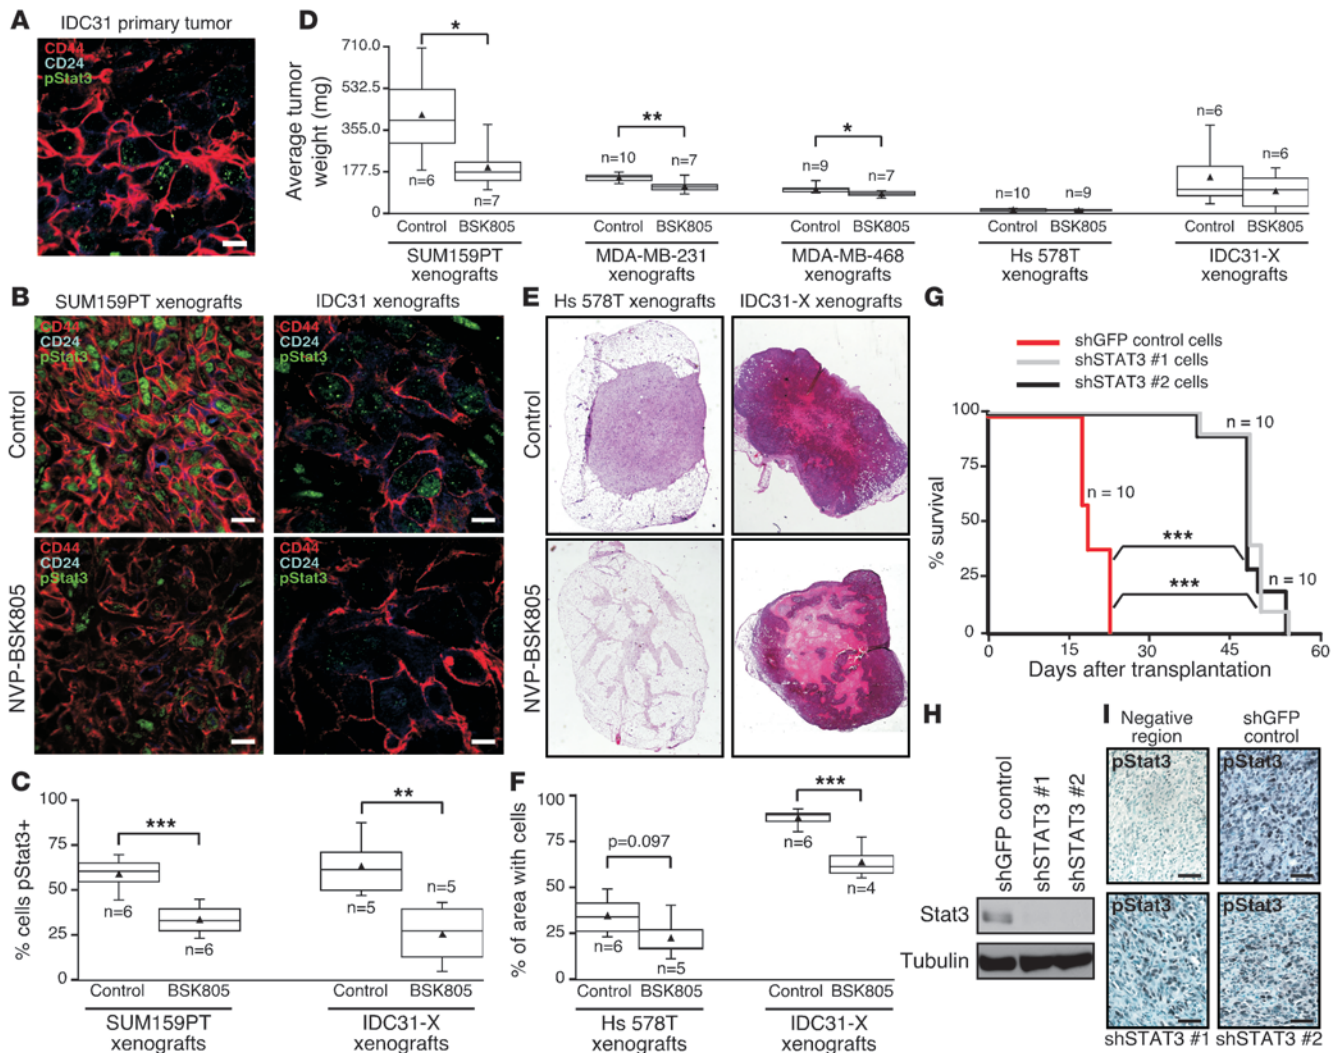 A
IDC31 primary tumor
CD44
CD24
pStat3
D
Average tumor
weight (mg)
710.0
532.5
355.0
177.5
0
*
n=6
n=7
**
n=10
n=7
*
n=9
n=7
n=10
n=9
n=6
n=6
Control BSK805
Control BSK805
Control BSK805
Control BSK805
Control BSK805
SUM159PT
xenografts
MDA-MB-231
xenografts
MDA-MB-468
xenografts
Hs 578T
xenografts
IDC31-X
xenografts
B
SUM159PT xenografts
IDC31 xenografts
Control
CD44
CD24
pStat3
CD44
CD24
pStat3
NVP-BSK805
CD44
CD24
pStat3
CD44
CD24
pStat3
E
Hs 578T xenografts
IDC31-X xenografts
Control
NVP-BSK805
G
shGFP control cells
shSTAT3 #1 cells
shSTAT3 #2 cells
% survival
100
75
50
25
0
n = 10
n = 10
n = 10
***
***
0 15 30 45 60
Days after transplantation
C
% cells pStat3+
100
75
50
25
0
***
n=6
n=6
**
n=5
n=5
Control BSK805
Control BSK805
SUM159PT
xenografts
IDC31-X
xenografts
F
% of area with cells
100
75
50
25
0
p=0.097
n=6
n=5
***
n=6
n=4
Control BSK805
Control BSK805
Hs 578T
xenografts
IDC31-X
xenografts
H
shGFP control
shSTAT3 #1
shSTAT3 #2
Stat3
Tubulin
I
Negative
region
shGFP
control
pStat3
pStat3
pStat3
pStat3
shSTAT3 #1
shSTAT3 #2